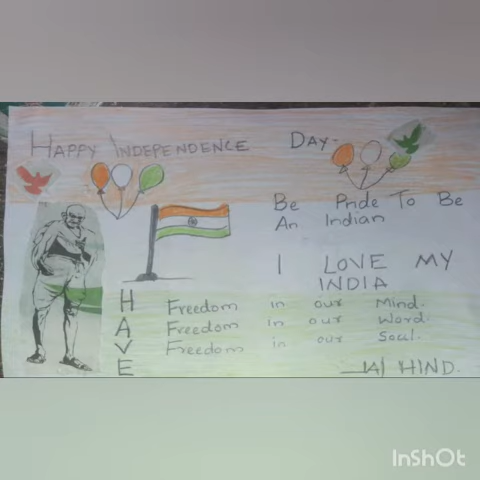 HAPPY INDEPENDENCE DAY-
Be Pride To Be
An Indian
I LOVE MY
INDIA
HAVE
Freedom in our Mind.
Freedom in our Word.
Freedom in our Soul.
JAI HIND.
InShOt